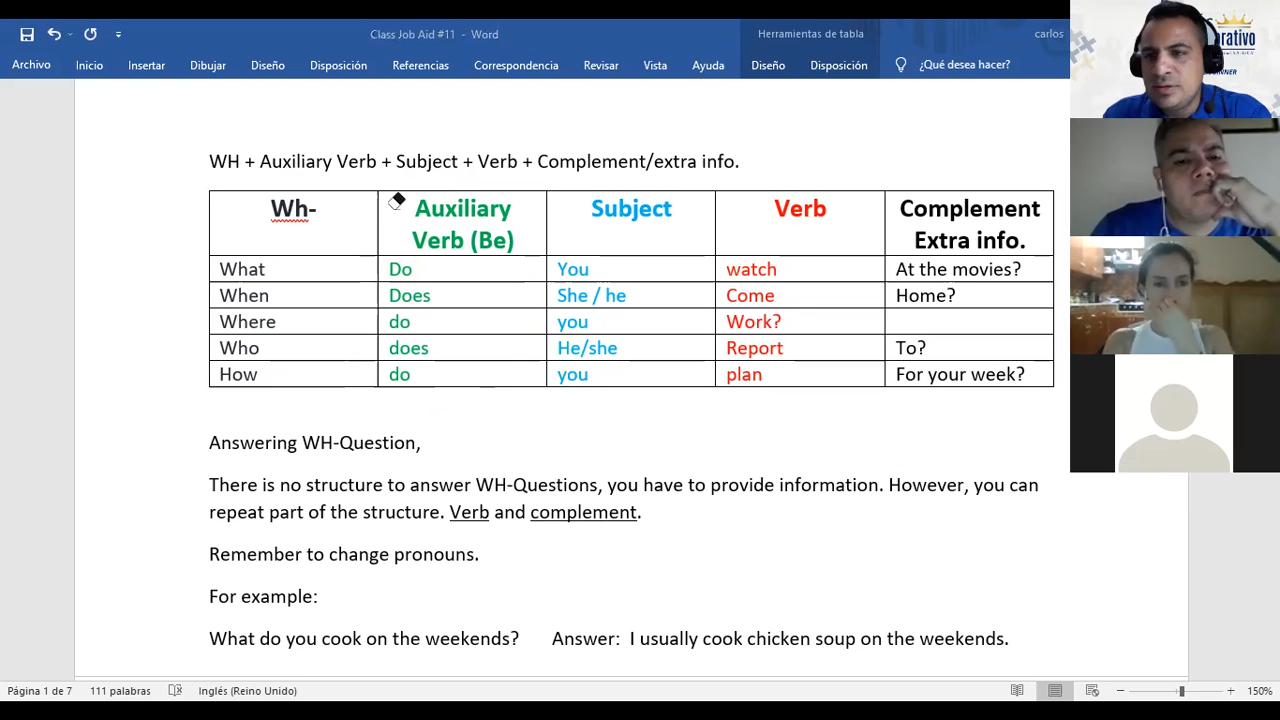 Class Job Aid #11 - Word
Herramientas de tabla
carlos
Archivo Inicio Insertar Dibujar Diseño Disposición Referencias Correspondencia Revisar Vista Ayuda Diseño Disposición ¿Qué desea hacer?
WH + Auxiliary Verb + Subject + Verb + Complement/extra info.
Wh- Auxiliary Verb (Be) Subject Verb Complement Extra info.
What Do You watch At the movies?
When Does She / he Come Home?
Where do you Work?
Who does He/she Report To?
How do you plan For your week?
Answering WH-Question,
There is no structure to answer WH-Questions, you have to provide information. However, you can
repeat part of the structure. Verb and complement.
Remember to change pronouns.
For example:
What do you cook on the weekends? Answer: I usually cook chicken soup on the weekends.
Página 1 de 7 111 palabras Inglés (Reino Unido) 150%